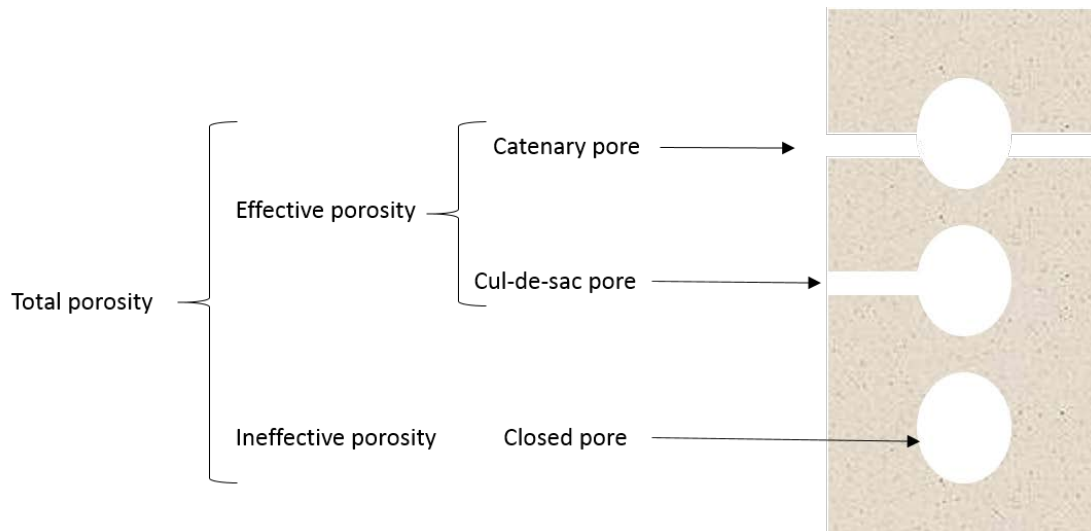 Catenary pore
Effective porosity
Cul-de-sac pore
Total porosity
Ineffective porosity
Closed pore